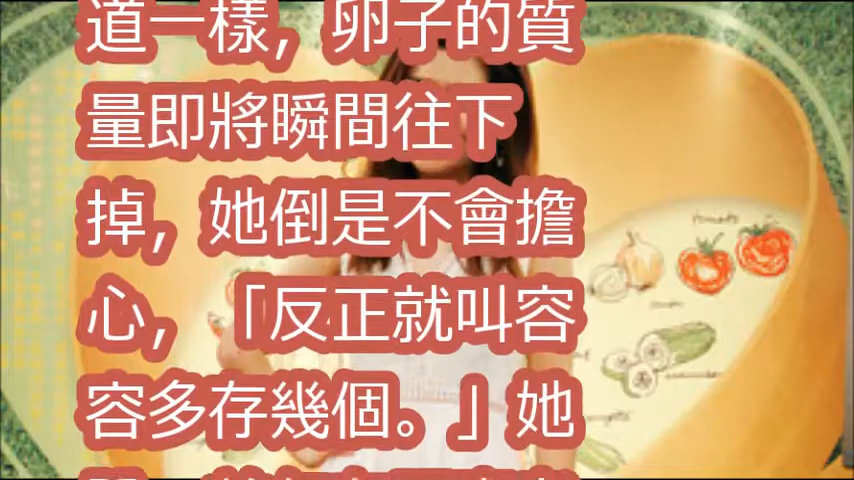 道一樣，卵子的質
量即將瞬間往下
掉，她倒是不會擔
心，「反正就叫容
容多存幾個。」她
tomato